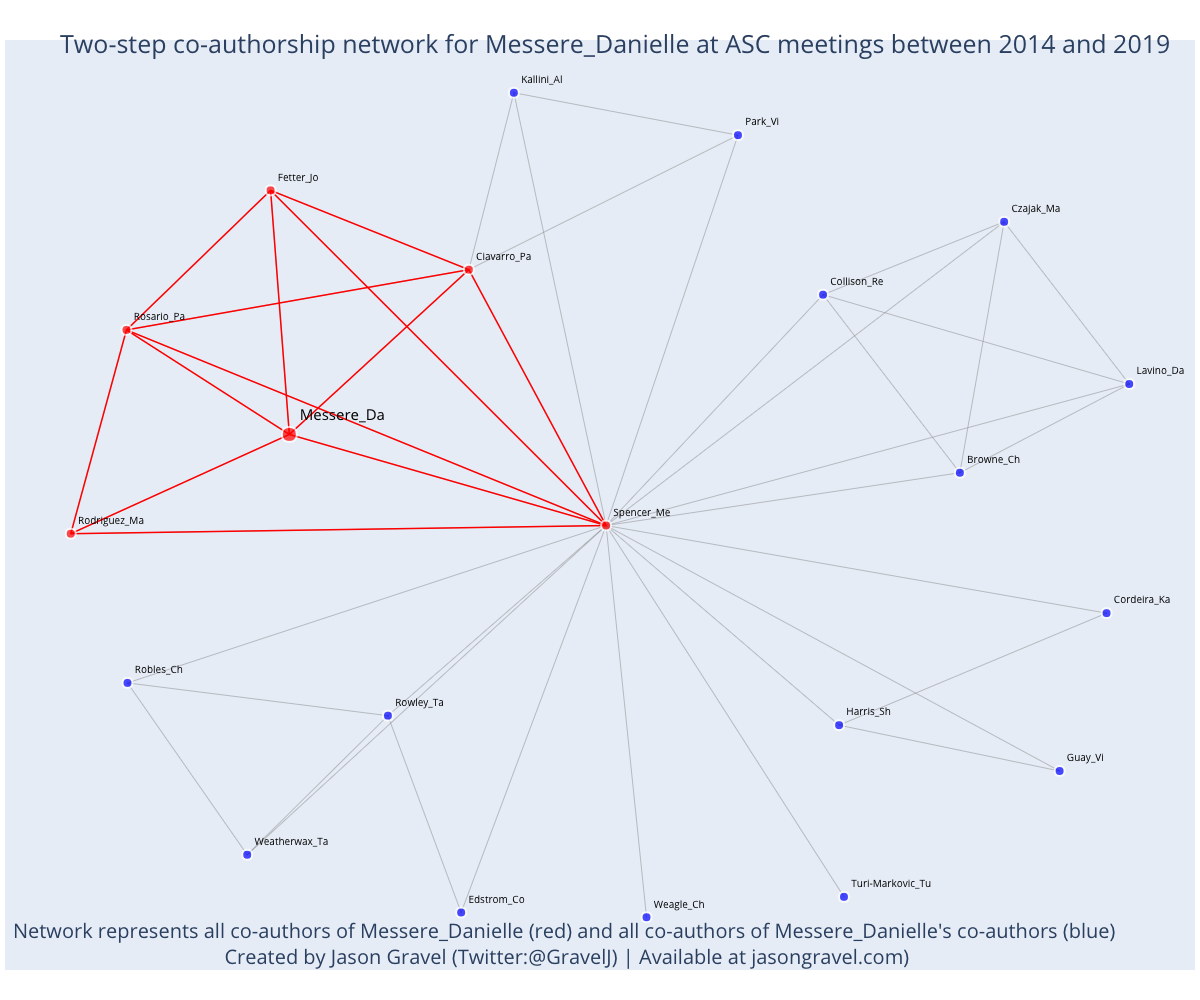 Two-step co-authorship network for Messere_Danielle at ASC meetings between 2014 and 2019
Kallini_Al
Park_Vi
Fetter_Jo
Czajak_Ma
Ciavarro_Pa
Collison_Re
Rosario_Pa
Lavino_Da
Messere_Da
Browne_Ch
Spencer_Me
Rodriguez_Ma
Cordeira_Ka
Robles_Ch
Rowley_Ta
Harris_Sh
Guay_Vi
Weatherwax_Ta
Turi-Markovic_Tu
Edstrom_Co
Weagle_Ch
Network represents all co-authors of Messere_Danielle (red) and all co-authors of Messere_Danielle's co-authors (blue)
Created by Jason Gravel (Twitter:@GravelJ) | Available at jasongravel.com)